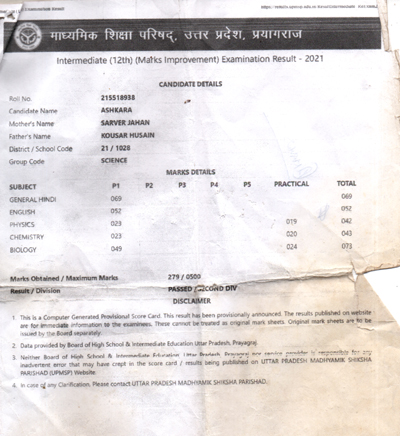 माध्यमिक शिक्षा परिषद्, उत्तर प्रदेश, प्रयागराज
Intermediate (12th) (Marks Improvement) Examination Result - 2021
CANDIDATE DETAILS
Roll No. 215518938
Candidate Name ASHKARA
Mother's Name SARVER JAHAN
Father's Name KOUSAR HUSAIN
District / School Code 21 / 1028
Group Code SCIENCE
MARKS DETAILS
SUBJECT P1 P2 P3 P4 P5 PRACTICAL TOTAL
GENERAL HINDI 069 069
ENGLISH 052 052
PHYSICS 023 019 042
CHEMISTRY 023 020 043
BIOLOGY 049 024 073
Marks Obtained / Maximum Marks 279 / 0500
Result / Division PASSED / SECOND DIV
DISCLAIMER
1. This is a Computer Generated Provisional Score Card. This result has been provisionally announced. The results published on website
are for immediate information to the examinees. These cannot be treated as original mark sheets. Original mark sheets are to be
issued by the Board separately.
2. Data provided by Board of High School & Intermediate Education Uttar Pradesh, Prayagraj.
3. Neither Board of High School & Intermediate Education Uttar Pradesh, Prayagraj nor service provider is responsible for any
inadvertent error that may have crept in the score card / results being published on UTTAR PRADESH MADHYAMIK SHIKSHA
PARISHAD (UPMSP) Website.
4. In case of any Clarification. Please contact UTTAR PRADESH MADHYAMIK SHIKSHA PARISHAD.